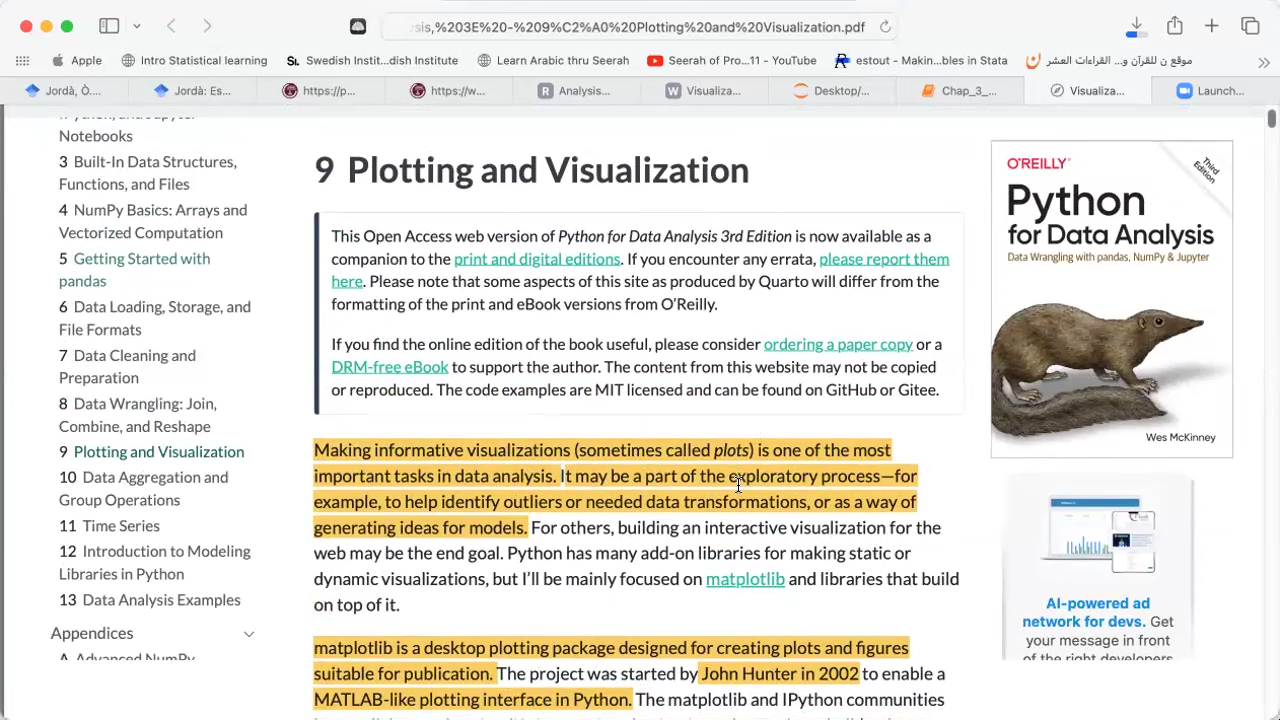 sis,%203E%20-%209%C2%A0%20Plotting%20and%20Visualization.pdf
Apple
Intro Statistical learning
SL Swedish Instit...dish Institute
Learn Arabic thru Seerah
Seerah of Pro...11 - YouTube
estout - Makin...bles in Stata
موقع ن للقرآن و... القراءات العشر
Jordà, Ò...
Jordà: Es...
https://p...
https://w...
R Analysis...
W Visualiza...
Desktop/...
Chap_3_...
Visualiza...
Launch...
Notebooks
3 Built-In Data Structures,
Functions, and Files
4 NumPy Basics: Arrays and
Vectorized Computation
5 Getting Started with
pandas
6 Data Loading, Storage, and
File Formats
7 Data Cleaning and
Preparation
8 Data Wrangling: Join,
Combine, and Reshape
9 Plotting and Visualization
10 Data Aggregation and
Group Operations
11 Time Series
12 Introduction to Modeling
Libraries in Python
13 Data Analysis Examples
Appendices
A Advanced NumPy
9 Plotting and Visualization
This Open Access web version of Python for Data Analysis 3rd Edition is now available as a
companion to the print and digital editions. If you encounter any errata, please report them
here. Please note that some aspects of this site as produced by Quarto will differ from the
formatting of the print and eBook versions from O’Reilly.
If you find the online edition of the book useful, please consider ordering a paper copy or a
DRM-free eBook to support the author. The content from this website may not be copied
or reproduced. The code examples are MIT licensed and can be found on GitHub or Gitee.
Making informative visualizations (sometimes called plots) is one of the most
important tasks in data analysis. It may be a part of the exploratory process—for
example, to help identify outliers or needed data transformations, or as a way of
generating ideas for models. For others, building an interactive visualization for the
web may be the end goal. Python has many add-on libraries for making static or
dynamic visualizations, but I’ll be mainly focused on matplotlib and libraries that build
on top of it.
matplotlib is a desktop plotting package designed for creating plots and figures
suitable for publication. The project was started by John Hunter in 2002 to enable a
MATLAB-like plotting interface in Python. The matplotlib and IPython communities
O'REILLY
Third
Edition
Python
for Data Analysis
Data Wrangling with pandas, NumPy & Jupyter
Wes McKinney
AI-powered ad
network for devs. Get
your message in front
of the right developers